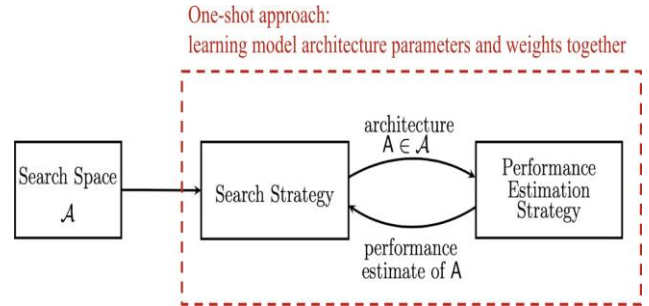 One-shot approach:
learning model architecture parameters and weights together
architecture
A ∈ 𝒜
Search Space
𝒜
Search Strategy
Performance
Estimation
Strategy
performance
estimate of A